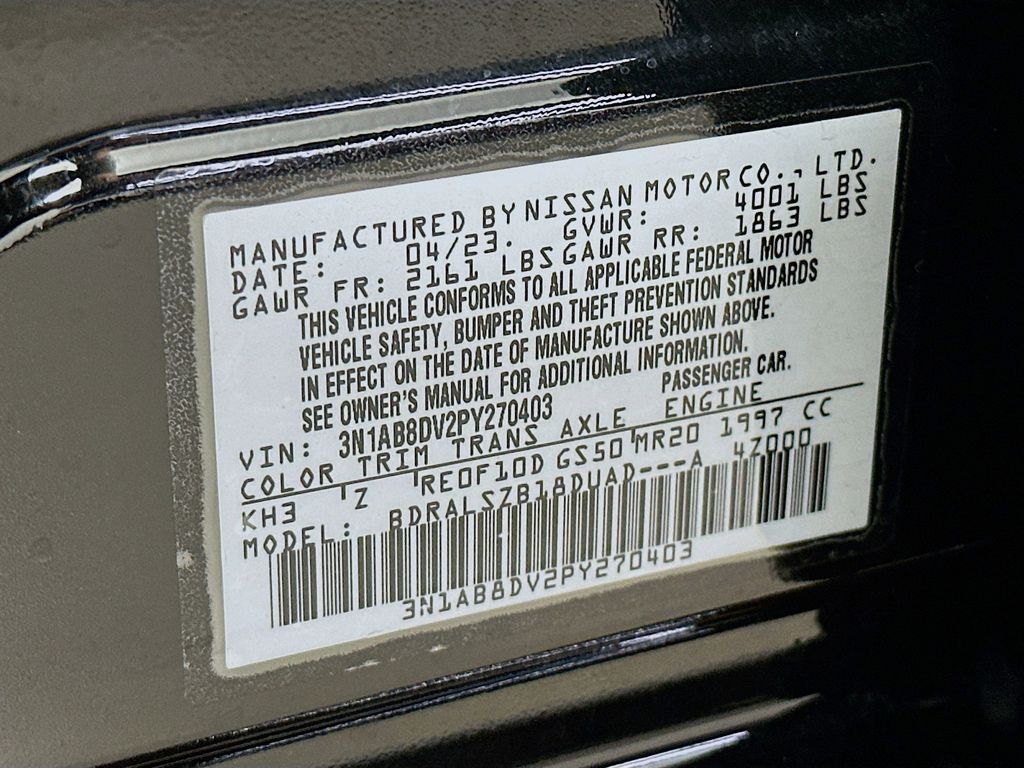 MANUFACTURED BY NISSAN MOTOR CO., LTD.
DATE: 04/23. GVWR: 4001 LBS
GAWR FR: 2161 LBS GAWR RR: 1863 LBS
THIS VEHICLE CONFORMS TO ALL APPLICABLE FEDERAL MOTOR
VEHICLE SAFETY, BUMPER AND THEFT PREVENTION STANDARDS
IN EFFECT ON THE DATE OF MANUFACTURE SHOWN ABOVE.
SEE OWNER'S MANUAL FOR ADDITIONAL INFORMATION.
VIN: 3N1AB8DV2PY270403 PASSENGER CAR.
COLOR TRIM TRANS AXLE ENGINE
KH3 Z RE0F10D GS50 MR20 1997 CC
MODEL: BDRALSZB18DUAD---A 4Z000
3N1AB8DV2PY270403